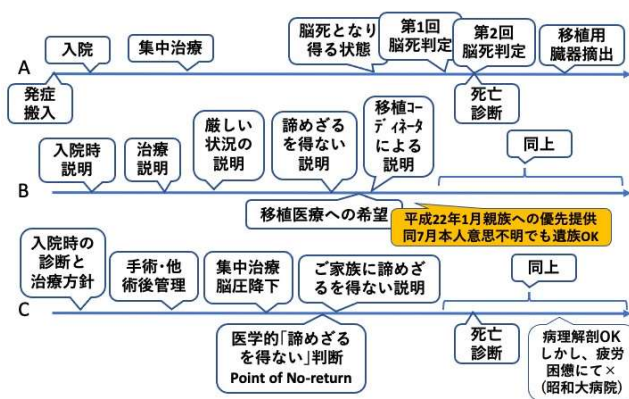 入院
集中治療
脳死となり
得る状態
第1回
脳死判定
第2回
脳死判定
移植用
臓器摘出
A
発症
搬入
死亡
診断
入院時
説明
治療
説明
厳しい
状況の
説明
諦めざる
を得ない
説明
移植コー
ディネータ
による
説明
同上
B
移植医療への希望
平成22年1月親族への優先提供
同7月本人意思不明でも遺族OK
入院時の
診断と
治療方針
手術・他
術後管理
集中治療
脳圧降下
ご家族に諦めざ
るを得ない説明
同上
C
医学的「諦めざる
を得ない」判断
Point of No-return
死亡
診断
病理解剖OK
しかし、疲労
困憊にて×
(昭和大病院)